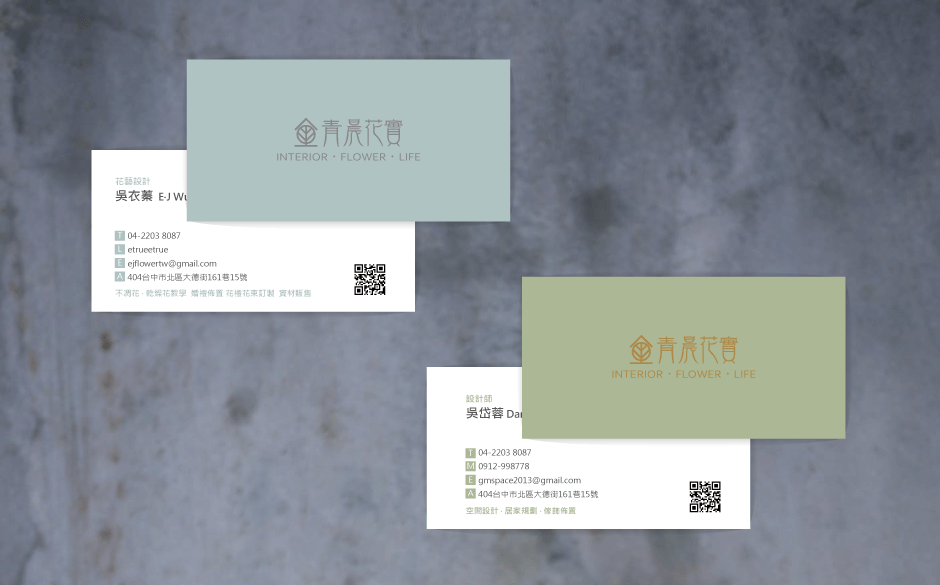 青晨花實
INTERIOR・FLOWER・LIFE
花藝設計
吳衣蓁 E-J Wu
T 04-2203 8087
L etrueetrue
E ejflowertw@gmail.com
A 404台中市北區大德街161巷15號
不凋花・乾燥花教學 婚禮佈置 花禮花束訂製 資材販售
青晨花實
INTERIOR・FLOWER・LIFE
設計師
吳岱蓉 Dan
T 04-2203 8087
M 0912-998778
E gmspace2013@gmail.com
A 404台中市北區大德街161巷15號
空間設計・居家規劃・傢飾佈置